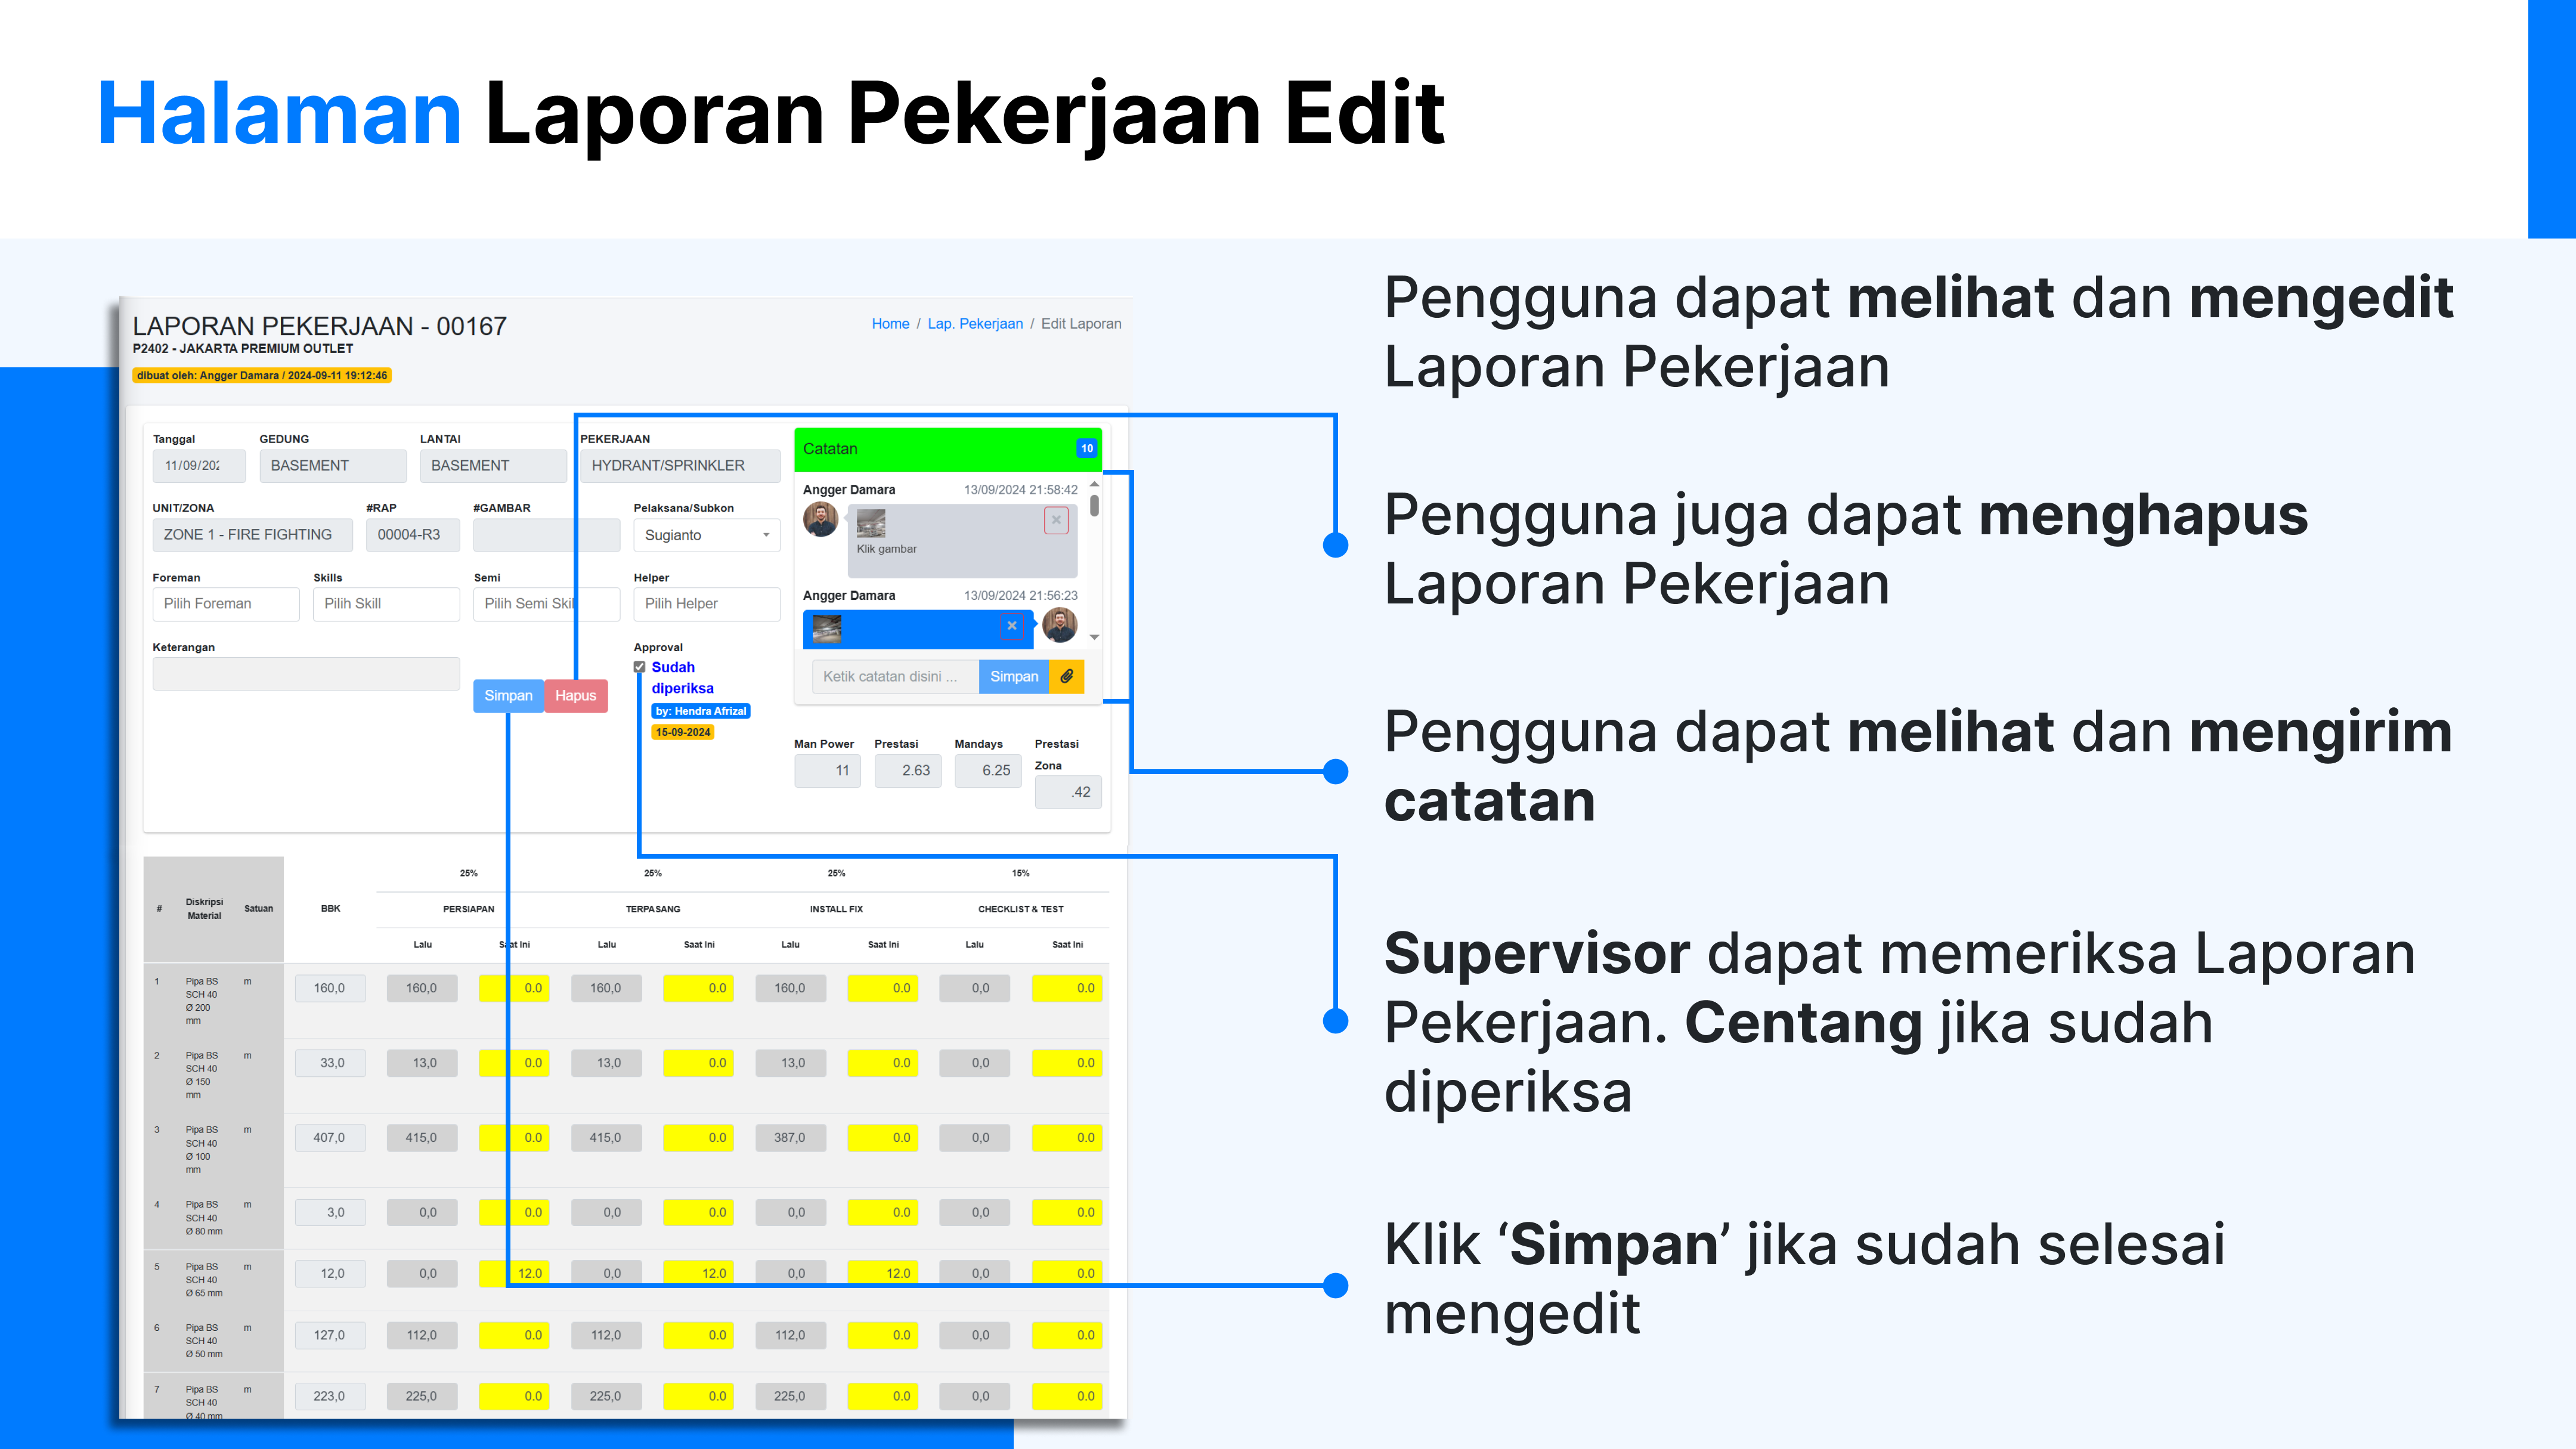 Halaman Laporan Pekerjaan Edit
LAPORAN PEKERJAAN - 00167
P2402 - JAKARTA PREMIUM OUTLET
dibuat oleh: Angger Damara / 2024-09-11 19:12:46
Home / Lap. Pekerjaan / Edit Laporan
Tanggal GEDUNG LANTAI PEKERJAAN
11/09/202 BASEMENT BASEMENT HYDRANT/SPRINKLER
UNIT/ZONA #RAP #GAMBAR Pelaksana/Subkon
ZONE 1 - FIRE FIGHTING 00004-R3 Sugianto
Foreman Skills Semi Helper
Pilih Foreman Pilih Skill Pilih Semi Skil Pilih Helper
Keterangan Approval
Sudah
diperiksa
by: Hendra Afrizal
15-09-2024
Simpan Hapus
Catatan 10
Angger Damara 13/09/2024 21:58:42
Klik gambar
Angger Damara 13/09/2024 21:56:23
Ketik catatan disini ... Simpan
Man Power Prestasi Mandays Prestasi
Zona
11 2.63 6.25 .42
25% 25% 25% 15%
# Diskripsi Material Satuan BBK PERSIAPAN TERPASANG INSTALL FIX CHECKLIST & TEST
Lalu Saat Ini Lalu Saat Ini Lalu Saat Ini Lalu Saat Ini
1 Pipa BS SCH 40 Ø 200 mm m 160,0 160,0 0.0 160,0 0.0 160,0 0.0 0,0 0.0
2 Pipa BS SCH 40 Ø 150 mm m 33,0 13,0 0.0 13,0 0.0 13,0 0.0 0,0 0.0
3 Pipa BS SCH 40 Ø 100 mm m 407,0 415,0 0.0 415,0 0.0 387,0 0.0 0,0 0.0
4 Pipa BS SCH 40 Ø 80 mm m 3,0 0,0 0.0 0,0 0.0 0,0 0.0 0,0 0.0
5 Pipa BS SCH 40 Ø 65 mm m 12,0 0,0 12.0 0,0 12.0 0,0 12.0 0,0 0.0
6 Pipa BS SCH 40 Ø 50 mm m 127,0 112,0 0.0 112,0 0.0 112,0 0.0 0,0 0.0
7 Pipa BS SCH 40 Ø 40 mm m 223,0 225,0 0.0 225,0 0.0 225,0 0.0 0,0 0.0
Pengguna dapat melihat dan mengedit
Laporan Pekerjaan
Pengguna juga dapat menghapus
Laporan Pekerjaan
Pengguna dapat melihat dan mengirim
catatan
Supervisor dapat memeriksa Laporan
Pekerjaan. Centang jika sudah
diperiksa
Klik ‘Simpan’ jika sudah selesai
mengedit